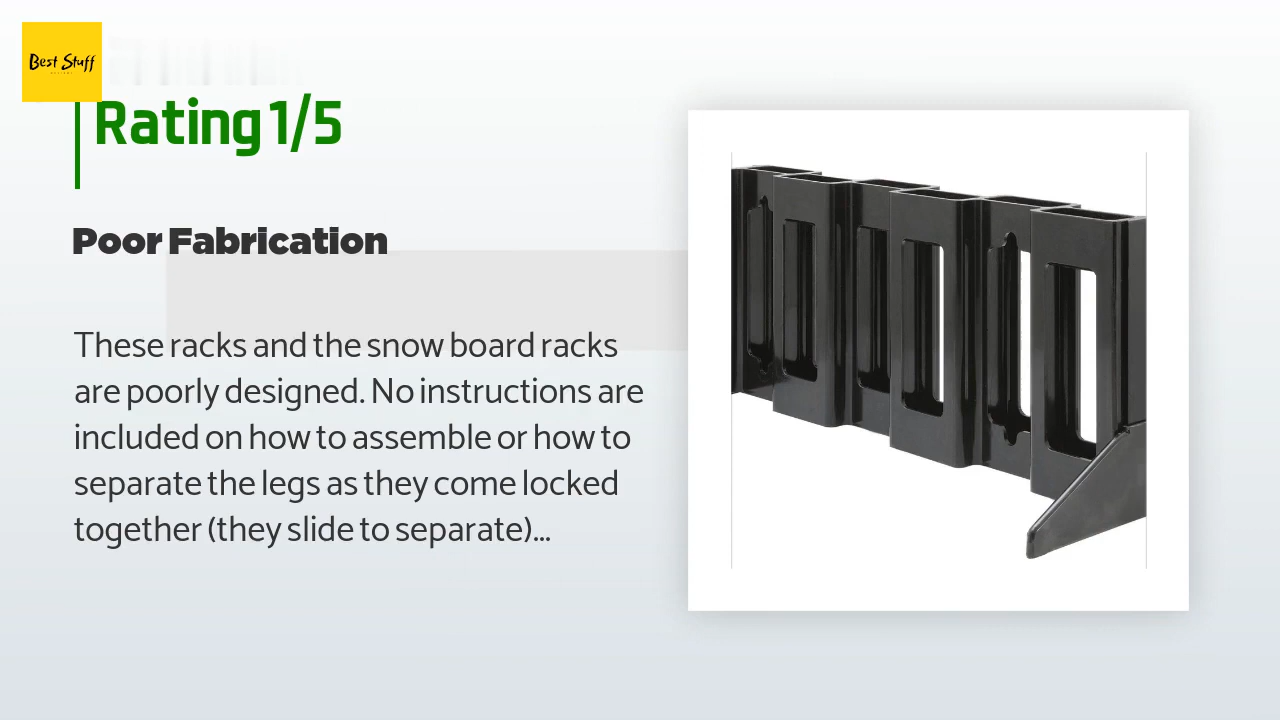 Best Stuff
Rating 1/5
Poor Fabrication
These racks and the snow board racks
are poorly designed. No instructions are
included on how to assemble or how to
separate the legs as they come locked
together (they slide to separate)...